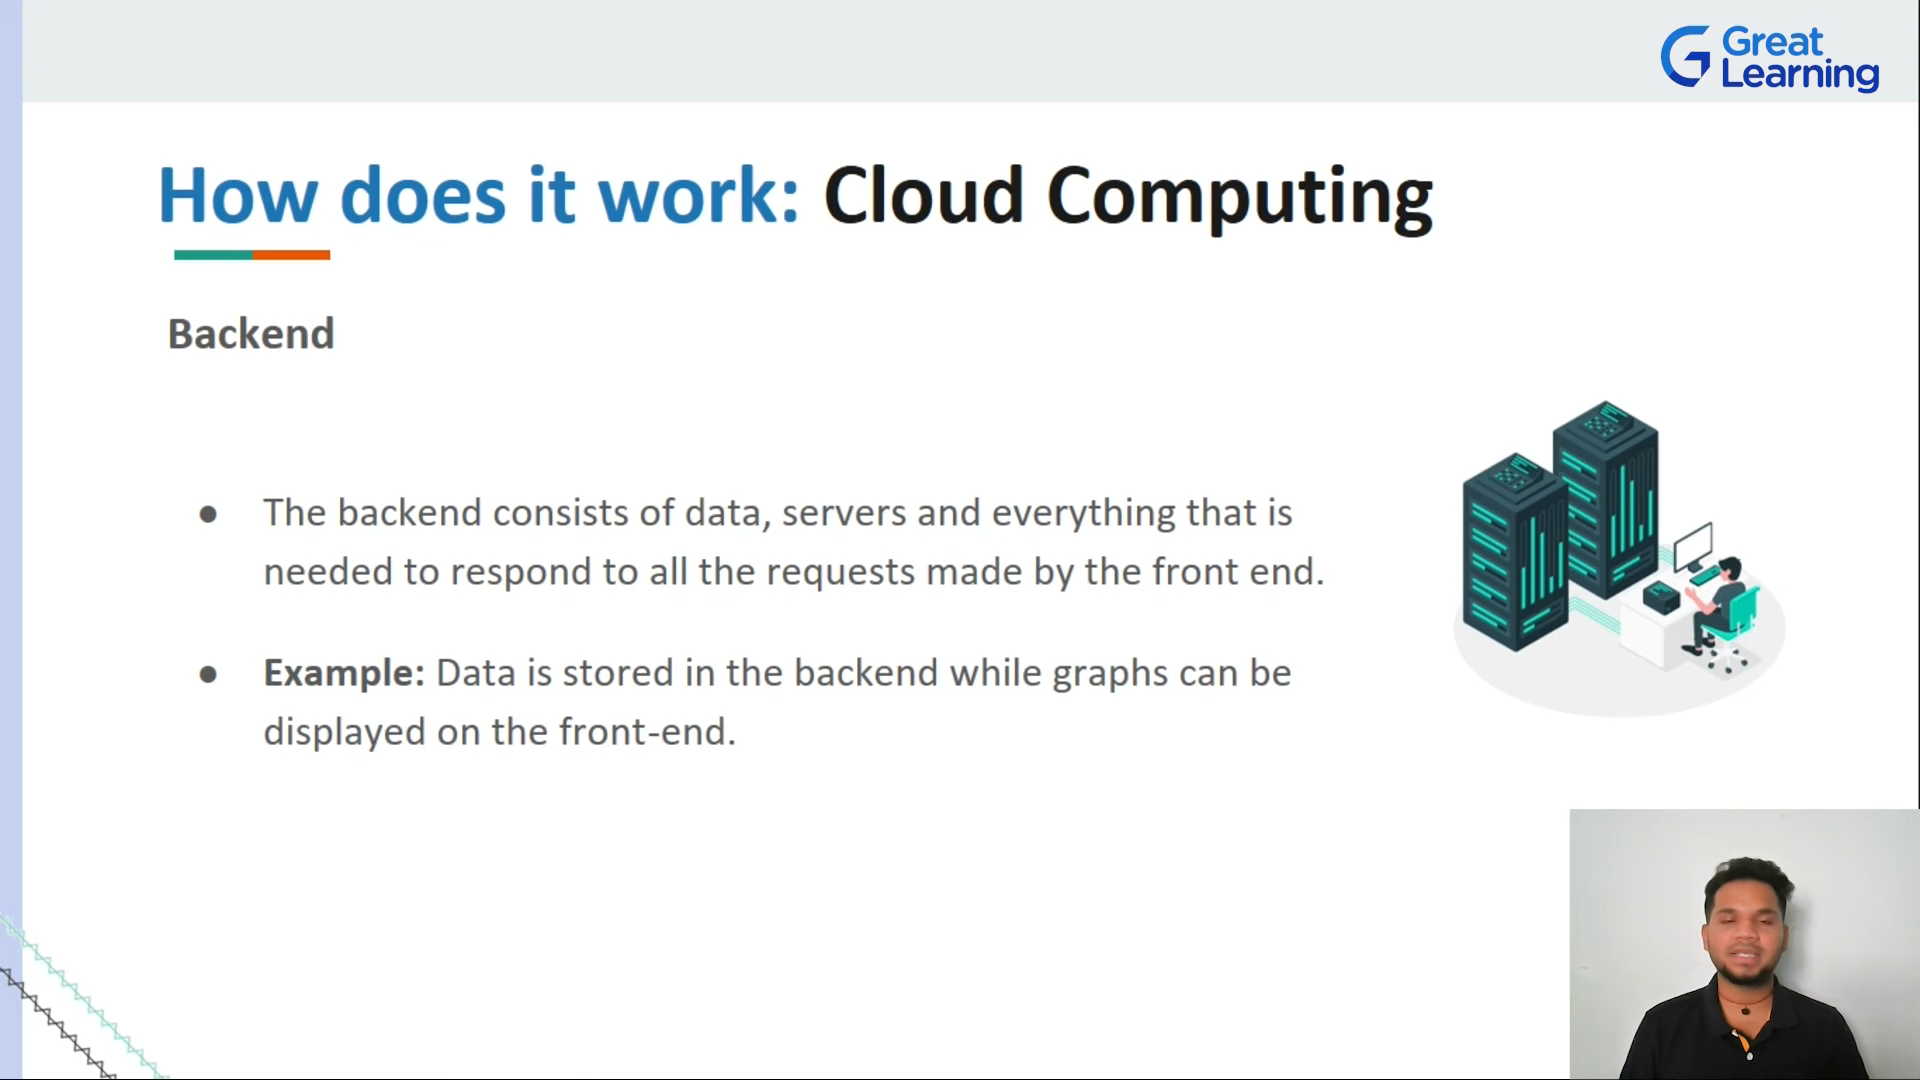 Great
Learning
How does it work: Cloud Computing
Backend
● The backend consists of data, servers and everything that is
needed to respond to all the requests made by the front end.
● Example: Data is stored in the backend while graphs can be
displayed on the front-end.